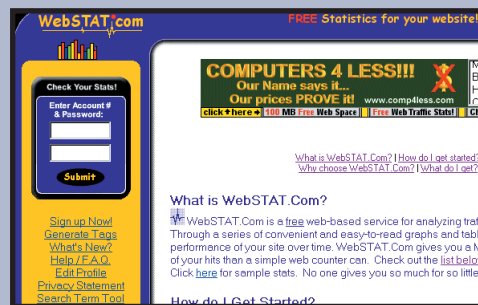 WebSTAT.com
FREE Statistics for your website!
Check Your Stats!
Enter Account #
& Password:
Submit
Sign up Now!
Generate Tags
What's New?
Help / F.A.Q.
Edit Profile
Privacy Statement
Search Term Tool
COMPUTERS 4 LESS!!!
Our Name says it...
Our prices PROVE it! www.comp4less.com
click here 100 MB Free Web Space Free Web Traffic Stats!
What is WebSTAT.Com? | How do I get started?
Why choose WebSTAT.Com? | What do I get?
What is WebSTAT.Com?
WebSTAT.Com is a free web-based service for analyzing
Through a series of convenient and easy-to-read graphs and
performance of your site over time. WebSTAT.Com gives you a
of your hits than a simple web counter can. Check out the list
Click here for sample stats. No one gives you so much for so
How do I Get Started?